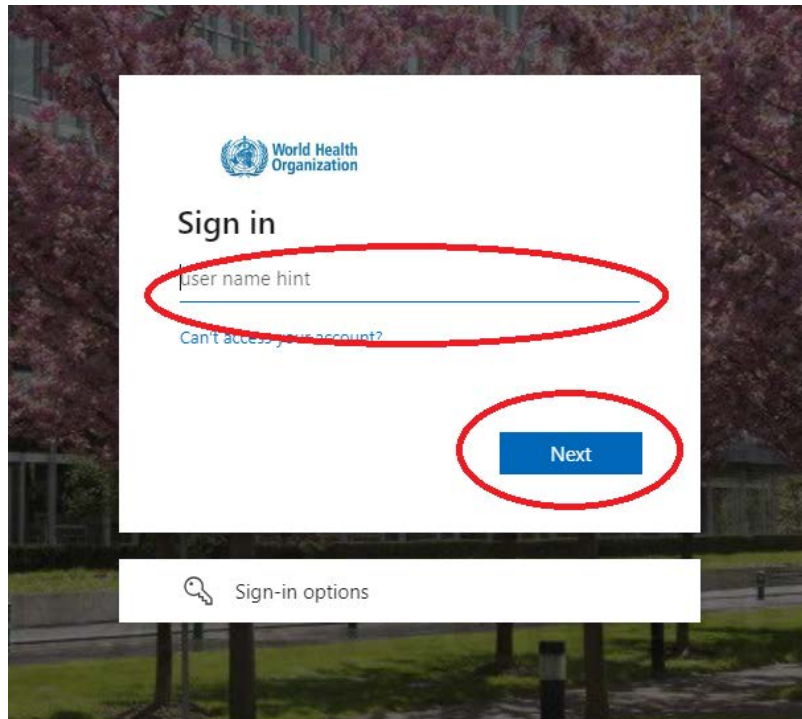 World Health
Organization
Sign in
user name hint
Can't access your account?
Next
Sign-in options